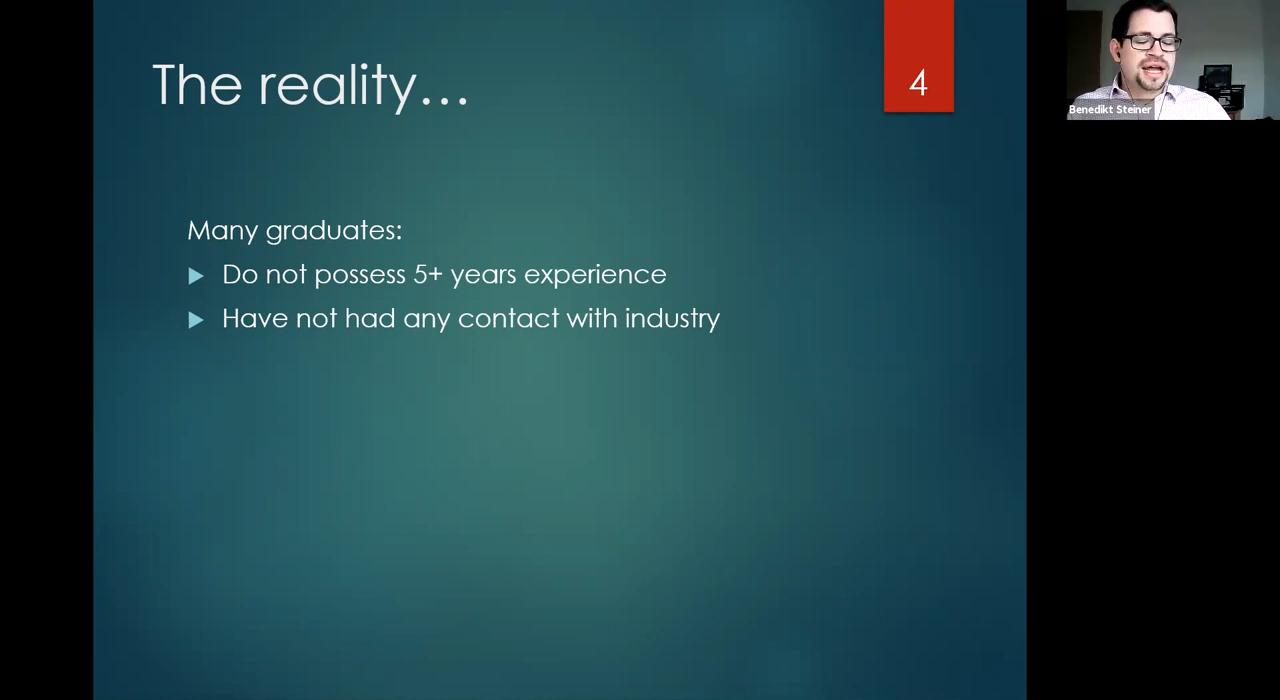 The reality…
4
Many graduates:
Do not possess 5+ years experience
Have not had any contact with industry
Benedikt Steiner